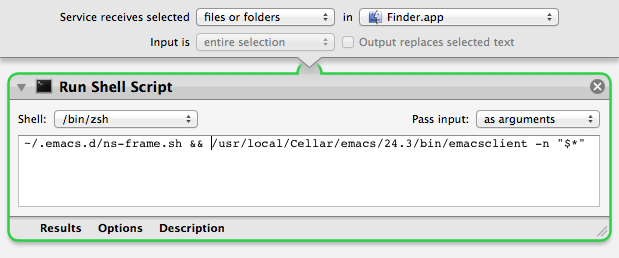 Service receives selected files or folders in Finder.app
Input is entire selection Output replaces selected text
Run Shell Script
Shell: /bin/zsh Pass input: as arguments
~/.emacs.d/ns-frame.sh && /usr/local/Cellar/emacs/24.3/bin/emacsclient -n "$*"
Results Options Description